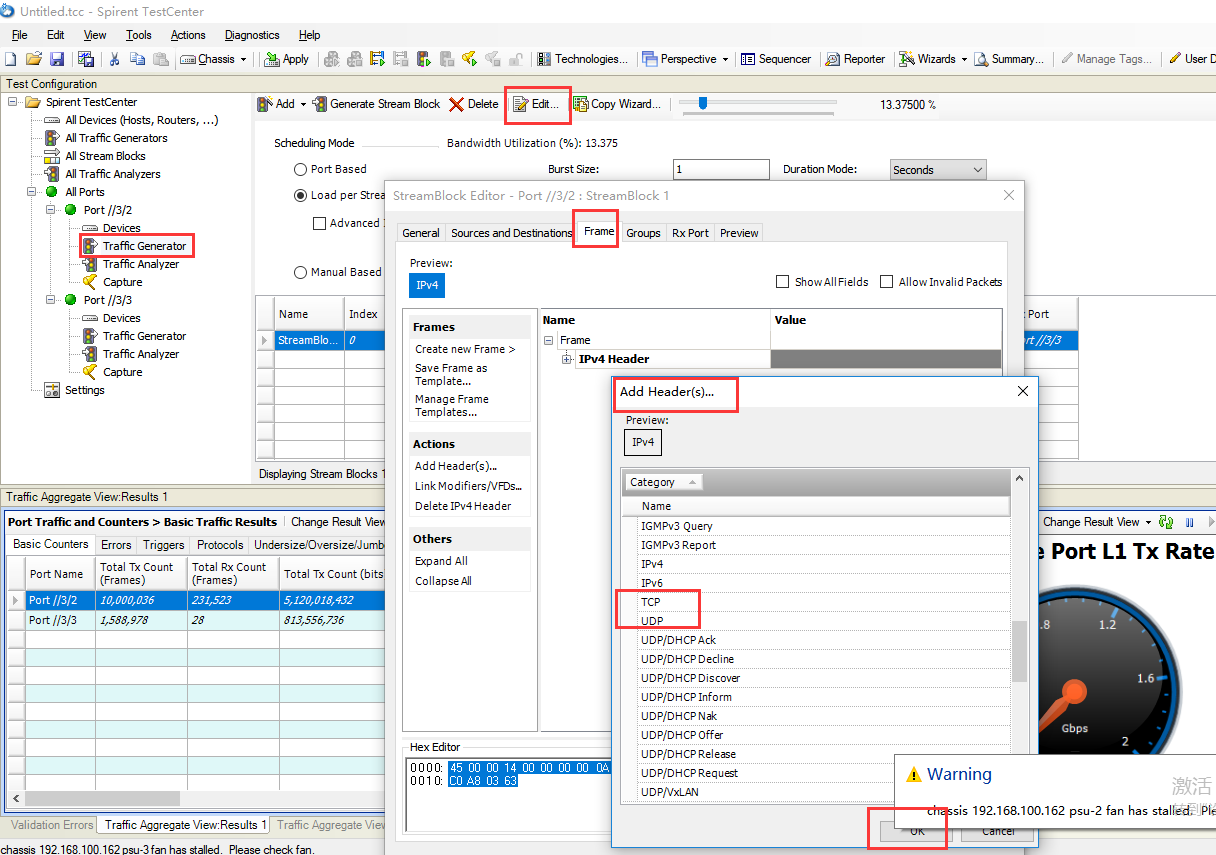 Untitled.tcc - Spirent TestCenter
File Edit View Tools Actions Diagnostics Help
Chassis Apply Technologies... Perspective Sequencer Reporter Wizards Summary... Manage Tags... User D
Test Configuration
Spirent TestCenter
All Devices (Hosts, Routers, ...)
All Traffic Generators
All Stream Blocks
All Traffic Analyzers
All Ports
Port //3/2
Devices
Traffic Generator
Traffic Analyzer
Capture
Port //3/3
Devices
Traffic Generator
Traffic Analyzer
Capture
Settings
Add Generate Stream Block Delete Edit... Copy Wizard... 13.37500 %
Scheduling Mode Bandwidth Utilization (%): 13.375
Port Based Burst Size: 1 Duration Mode: Seconds
Load per Strea
Advanced
Manual Based
Name Index Port
StreamBlo... 0 ort //3/3
Displaying Stream Blocks 1
StreamBlock Editor - Port //3/2 : StreamBlock 1
General Sources and Destinations Frame Groups Rx Port Preview
Preview:
IPv4
Show All Fields Allow Invalid Packets
Frames
Create new Frame >
Save Frame as
Template...
Manage Frame
Templates...
Actions
Add Header(s)...
Link Modifiers/VFDs...
Delete IPv4 Header
Others
Expand All
Collapse All
Name Value
Frame
IPv4 Header
Hex Editor
0000: 45 00 00 14 00 00 00 00 0A
0010: C0 A8 03 63
Add Header(s)...
Preview:
IPv4
Category
Name
IGMPv3 Query
IGMPv3 Report
IPv4
IPv6
TCP
UDP
UDP/DHCP Ack
UDP/DHCP Decline
UDP/DHCP Discover
UDP/DHCP Inform
UDP/DHCP Nak
UDP/DHCP Offer
UDP/DHCP Release
UDP/DHCP Request
UDP/VxLAN
OK Cancel
Traffic Aggregate View:Results 1
Port Traffic and Counters > Basic Traffic Results Change Result View
Basic Counters Errors Triggers Protocols Undersize/Oversize/Jumb
Port Name Total Tx Count (Frames) Total Rx Count (Frames) Total Tx Count (bits
Port //3/2 10,000,036 231,523 5,120,018,432
Port //3/3 1,588,978 28 813,556,736
Validation Errors Traffic Aggregate View:Results 1 Traffic Aggregate View
chassis 192.168.100.162 psu-3 fan has stalled. Please check fan.
Change Result View
e Port L1 Tx Rate
.8 1.2
1.6
Gbps
2
Warning
chassis 192.168.100.162 psu-2 fan has stalled. Ple
激活